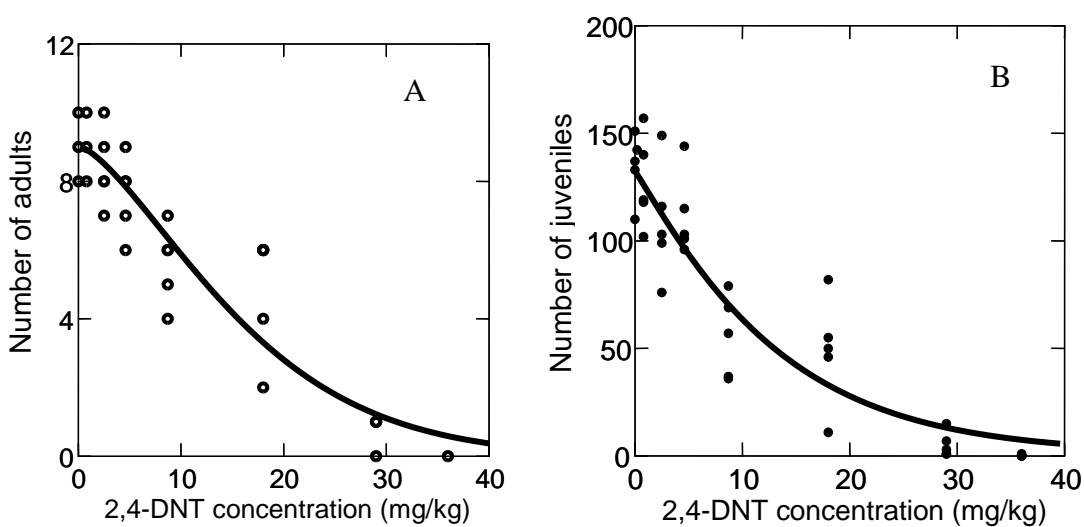 12
A
Number of adults
8
8
4
0
0 10 20 30 40
2,4-DNT concentration (mg/kg)
200
B
150
Number of juveniles
100
50
0
0 10 20 30 40
2,4-DNT concentration (mg/kg)